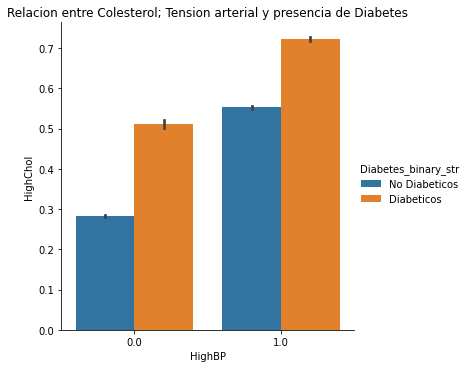 Relacion entre Colesterol; Tension arterial y presencia de Diabetes
0.7
0.6
0.5
0.4
0.3
0.2
0.1
0.0
HighChol
0.0
1.0
HighBP
Diabetes_binary_str
No Diabeticos
Diabeticos